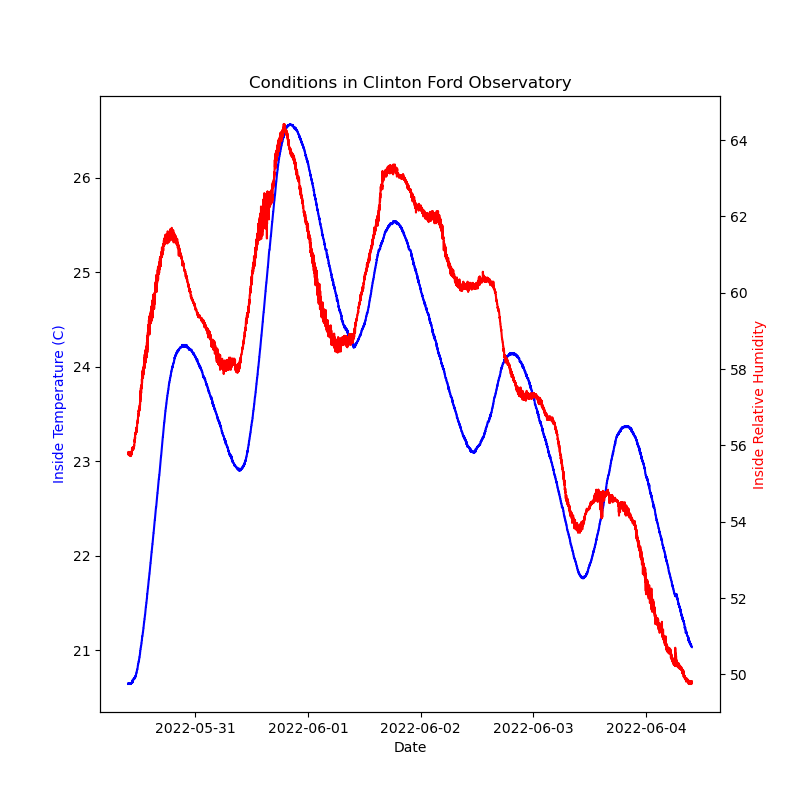 Conditions in Clinton Ford Observatory
Inside Temperature (C)
26
25
24
23
22
21
64
62
60
58
56
54
52
50
Inside Relative Humidity
2022-05-31 2022-06-01 2022-06-02 2022-06-03 2022-06-04
Date